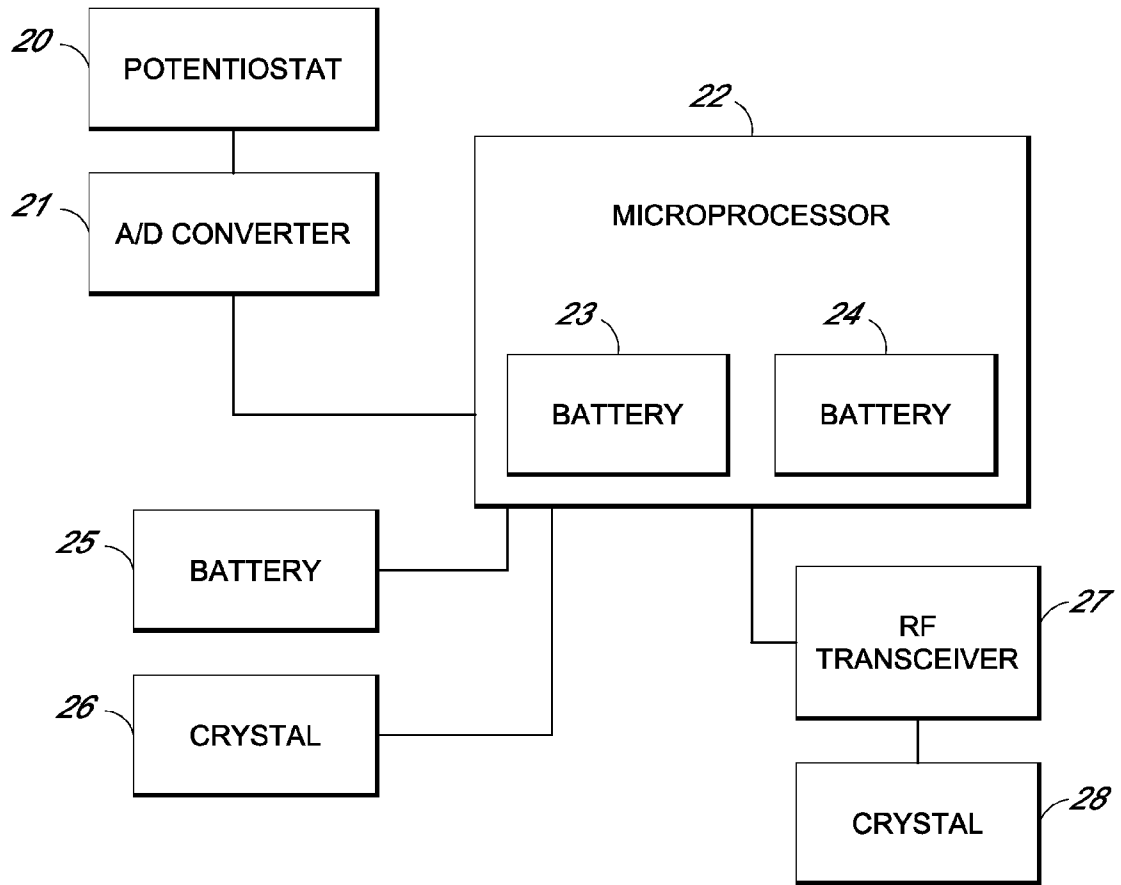 20
POTENTIOSTAT
21
A/D CONVERTER
22
MICROPROCESSOR
23
BATTERY
24
BATTERY
25
BATTERY
26
CRYSTAL
27
RF
TRANSCEIVER
28
CRYSTAL